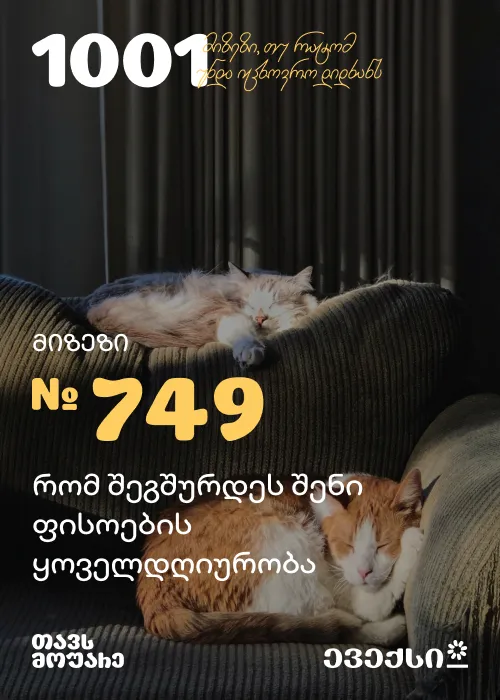 1001 მიზეზი, თუ რატომ
უნდა იცხოვრო დიდხანს
მიზეზი
№ 749
რომ შეგშურდეს შენი
ფისოების
ყოველდღიურობა
თავს
მოუარე
ევექსი